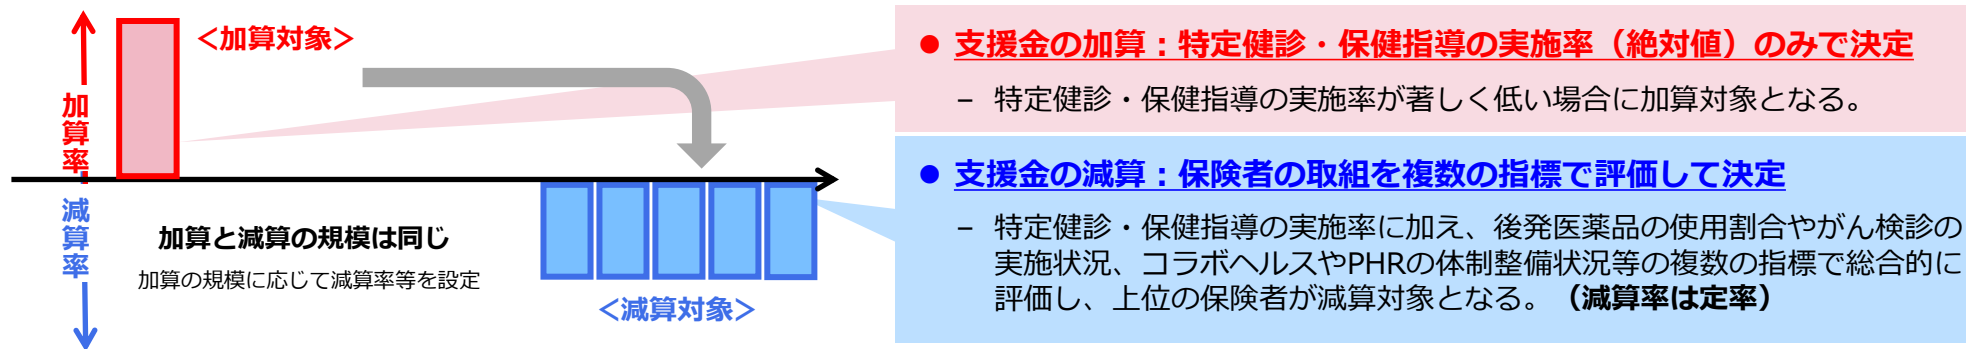 加算率
減算率
＜加算対象＞
加算と減算の規模は同じ
加算の規模に応じて減算率等を設定
＜減算対象＞
● 支援金の加算：特定健診・保健指導の実施率（絶対値）のみで決定
– 特定健診・保健指導の実施率が著しく低い場合に加算対象となる。
● 支援金の減算：保険者の取組を複数の指標で評価して決定
– 特定健診・保健指導の実施率に加え、後発医薬品の使用割合やがん検診の
実施状況、コラボヘルスやPHRの体制整備状況等の複数の指標で総合的に
評価し、上位の保険者が減算対象となる。（減算率は定率）